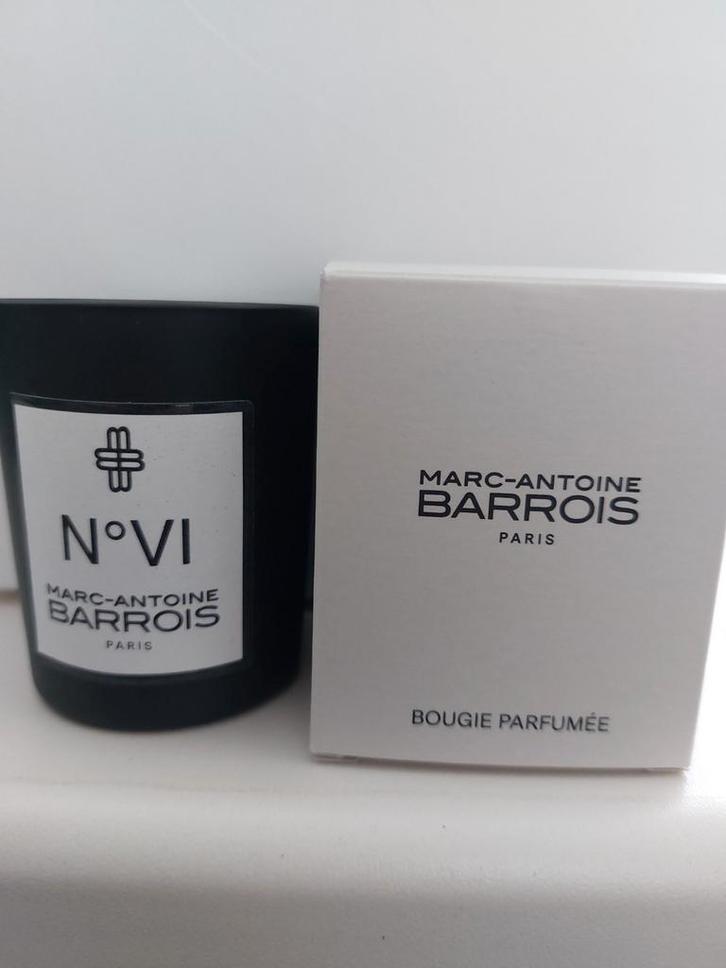 N°VI
MARC-ANTOINE
BARROIS
PARIS
MARC-ANTOINE
BARROIS
PARIS
BOUGIE PARFUMÉE